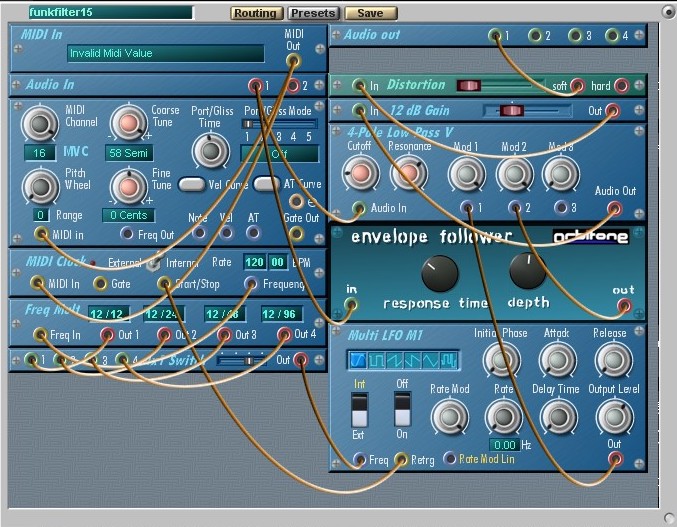 funkfilter15
Routing Presets Save
MIDI In
MIDI Out
Invalid Midi Value
Audio out 1 2 3 4
Audio In 1 2
In Distortion soft hard
In 12 dB Gain Out
MIDI Channel
Coarse Tune
Port/Gliss Time
Port/Gliss Mode
1 2 3 4 5
16 MVC 58 Semi
Off
Pitch Wheel
Fine Tune
Vel Curve AT Curve
0 Range 0 Cents
Note Vel AT Gate Out
MIDI in Freq Out
4-Pole Low-Pass V
Cutoff Resonance Mod 1 Mod 2 Mod 3
Audio Out
Audio In 1 2 3
envelope follower orbitone
in response time depth out
MIDI Clock External Internal Rate 120 00 BPM
MIDI In Gate Start/Stop Frequency
Freq Mult 12/12 12/24 12/48 12/96
Freq In Out 1 Out 2 Out 3 Out 4
1 2 3 4 Switch Out
Multi LFO M1
Initial Phase Attack Release
Int Off
Rate Mod Rate Delay Time Output Level
Ext On
0.00 Hz
Out
Freq Retrg Rate Mod Lin